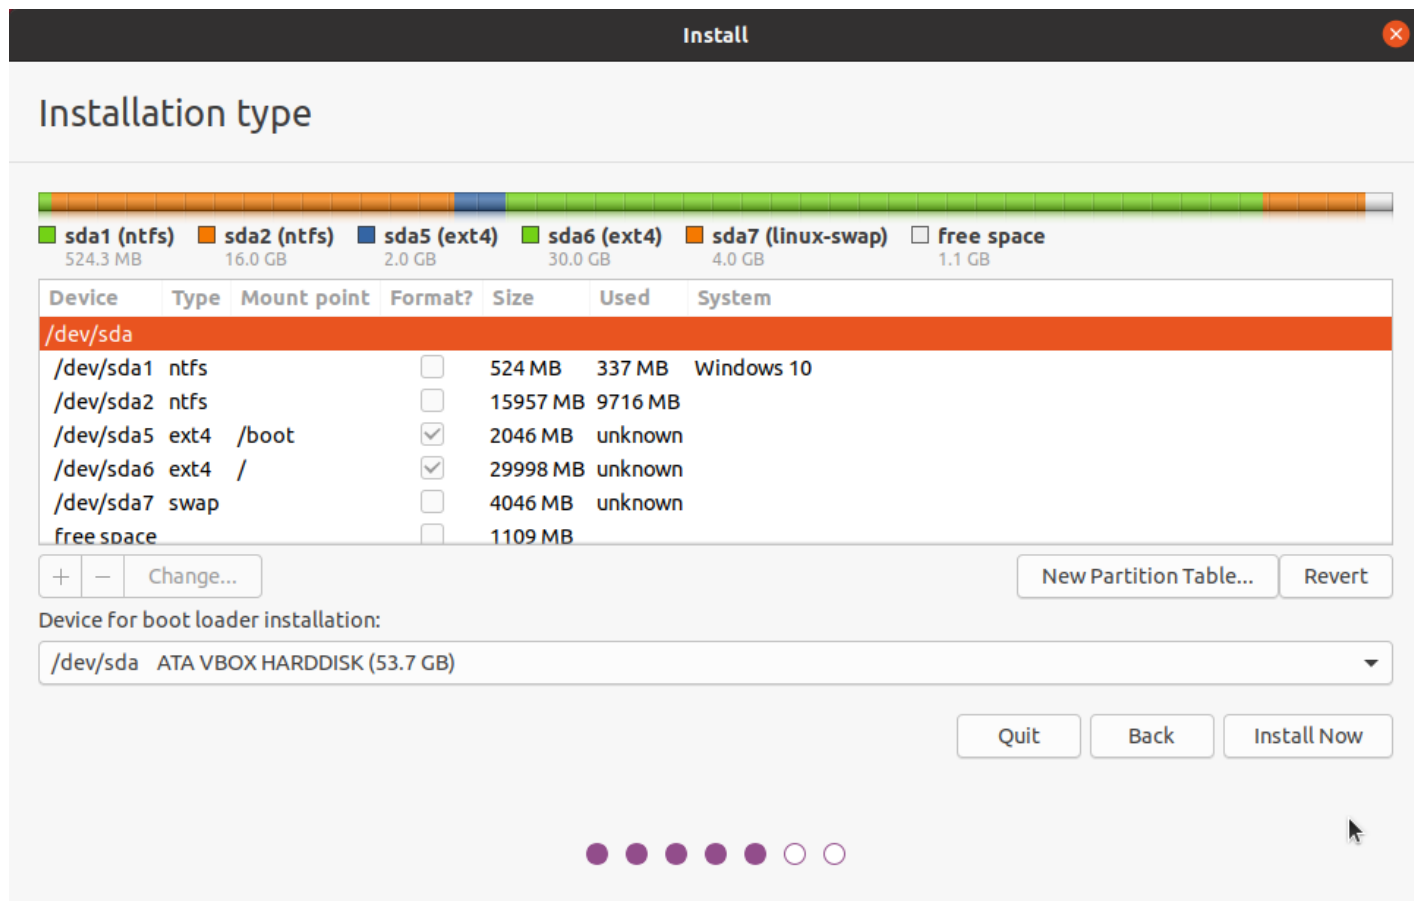 Install
Installation type
sda1 (ntfs) sda2 (ntfs) sda5 (ext4) sda6 (ext4) sda7 (linux-swap) free space
524.3 MB 16.0 GB 2.0 GB 30.0 GB 4.0 GB 1.1 GB
Device Type Mount point Format? Size Used System
/dev/sda
/dev/sda1 ntfs 524 MB 337 MB Windows 10
/dev/sda2 ntfs 15957 MB 9716 MB
/dev/sda5 ext4 /boot 2046 MB unknown
/dev/sda6 ext4 / 29998 MB unknown
/dev/sda7 swap 4046 MB unknown
free space 1109 MB
+ − Change... New Partition Table... Revert
Device for boot loader installation:
/dev/sda ATA VBOX HARDDISK (53.7 GB)
Quit Back Install Now